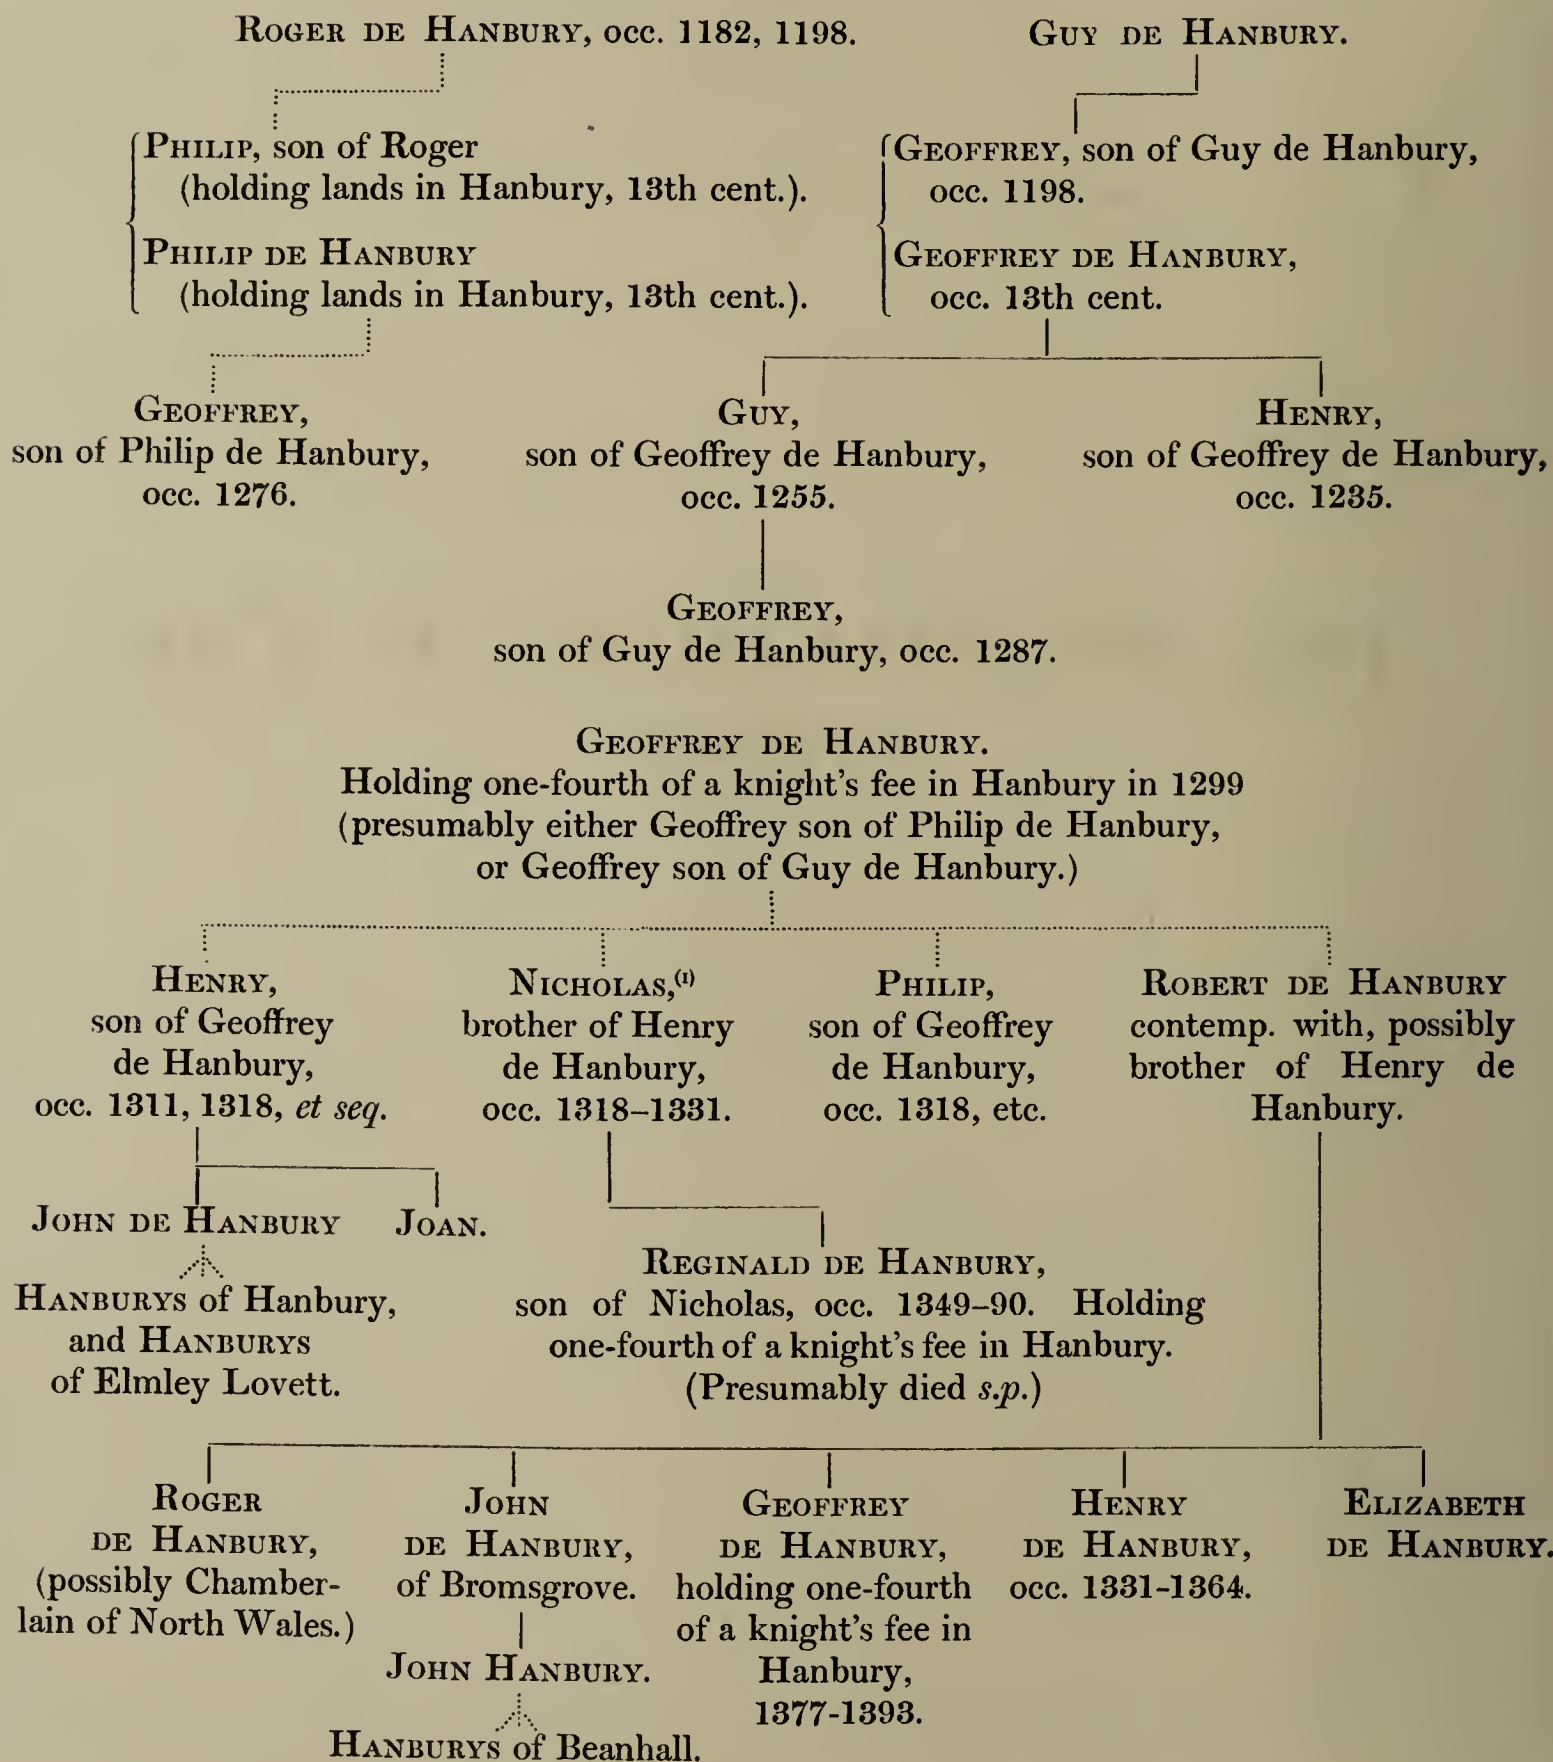 ROGER DE HANBURY, occ. 1182, 1198.
GUY DE HANBURY.
PHILIP, son of Roger
(holding lands in Hanbury, 13th cent.).
PHILIP DE HANBURY
(holding lands in Hanbury, 13th cent.).
GEOFFREY, son of Guy de Hanbury,
occ. 1198.
GEOFFREY DE HANBURY,
occ. 13th cent.
GEOFFREY,
son of Philip de Hanbury,
occ. 1276.
GUY,
son of Geoffrey de Hanbury,
occ. 1255.
HENRY,
son of Geoffrey de Hanbury,
occ. 1235.
GEOFFREY,
son of Guy de Hanbury, occ. 1287.
GEOFFREY DE HANBURY.
Holding one-fourth of a knight's fee in Hanbury in 1299
(presumably either Geoffrey son of Philip de Hanbury,
or Geoffrey son of Guy de Hanbury.)
HENRY,
son of Geoffrey
de Hanbury,
occ. 1311, 1318, et seq.
NICHOLAS,(1)
brother of Henry
de Hanbury,
occ. 1318–1331.
PHILIP,
son of Geoffrey
de Hanbury,
occ. 1318, etc.
ROBERT DE HANBURY
contemp. with, possibly
brother of Henry de
Hanbury.
JOHN DE HANBURY
JOAN.
HANBURYS of Hanbury,
and HANBURYS
of Elmley Lovett.
REGINALD DE HANBURY,
son of Nicholas, occ. 1349–90. Holding
one-fourth of a knight's fee in Hanbury.
(Presumably died s.p.)
ROGER
DE HANBURY,
(possibly Chamber-
lain of North Wales.)
JOHN
DE HANBURY,
of Bromsgrove.
JOHN HANBURY.
HANBURYS of Beanhall.
GEOFFREY
DE HANBURY,
holding one-fourth
of a knight's fee in
Hanbury,
1377-1393.
HENRY
DE HANBURY,
occ. 1331-1364.
ELIZABETH
DE HANBURY.